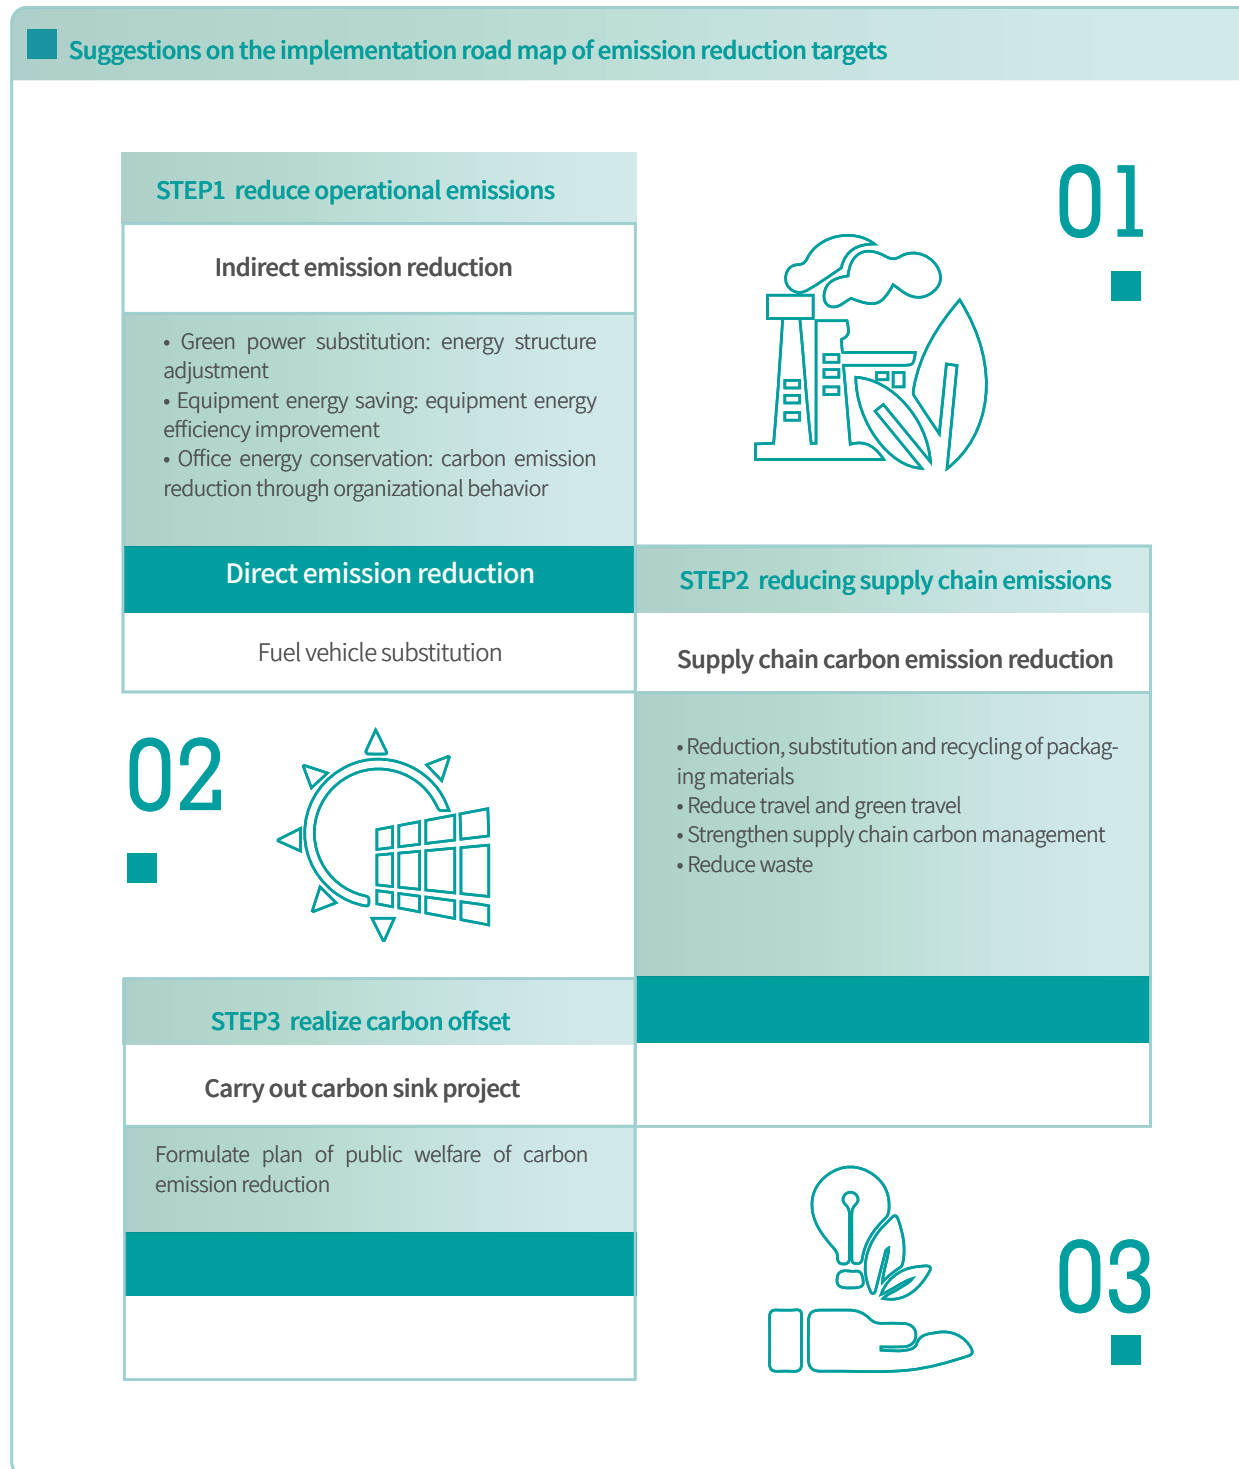 Suggestions on the implementation road map of emission reduction targets
STEP1 reduce operational emissions
01
Indirect emission reduction
• Green power substitution: energy structure
adjustment
• Equipment energy saving: equipment energy
efficiency improvement
• Office energy conservation: carbon emission
reduction through organizational behavior
Direct emission reduction
Fuel vehicle substitution
STEP2 reducing supply chain emissions
Supply chain carbon emission reduction
02
• Reduction, substitution and recycling of packag-
ing materials
• Reduce travel and green travel
• Strengthen supply chain carbon management
• Reduce waste
STEP3 realize carbon offset
Carry out carbon sink project
Formulate plan of public welfare of carbon
emission reduction
03